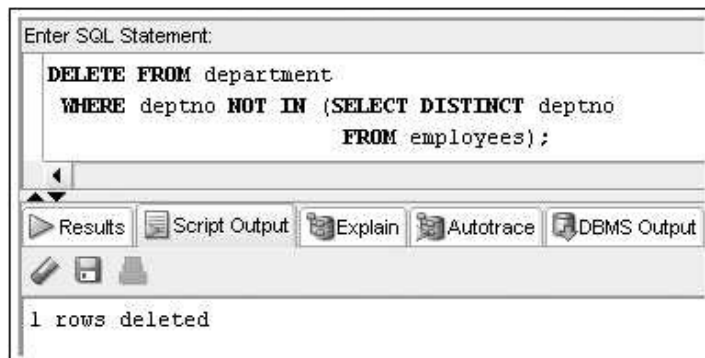 Enter SQL Statement:
DELETE FROM department
WHERE deptno NOT IN (SELECT DISTINCT deptno
FROM employees);
Results Script Output Explain Autotrace DBMS Output
1 rows deleted